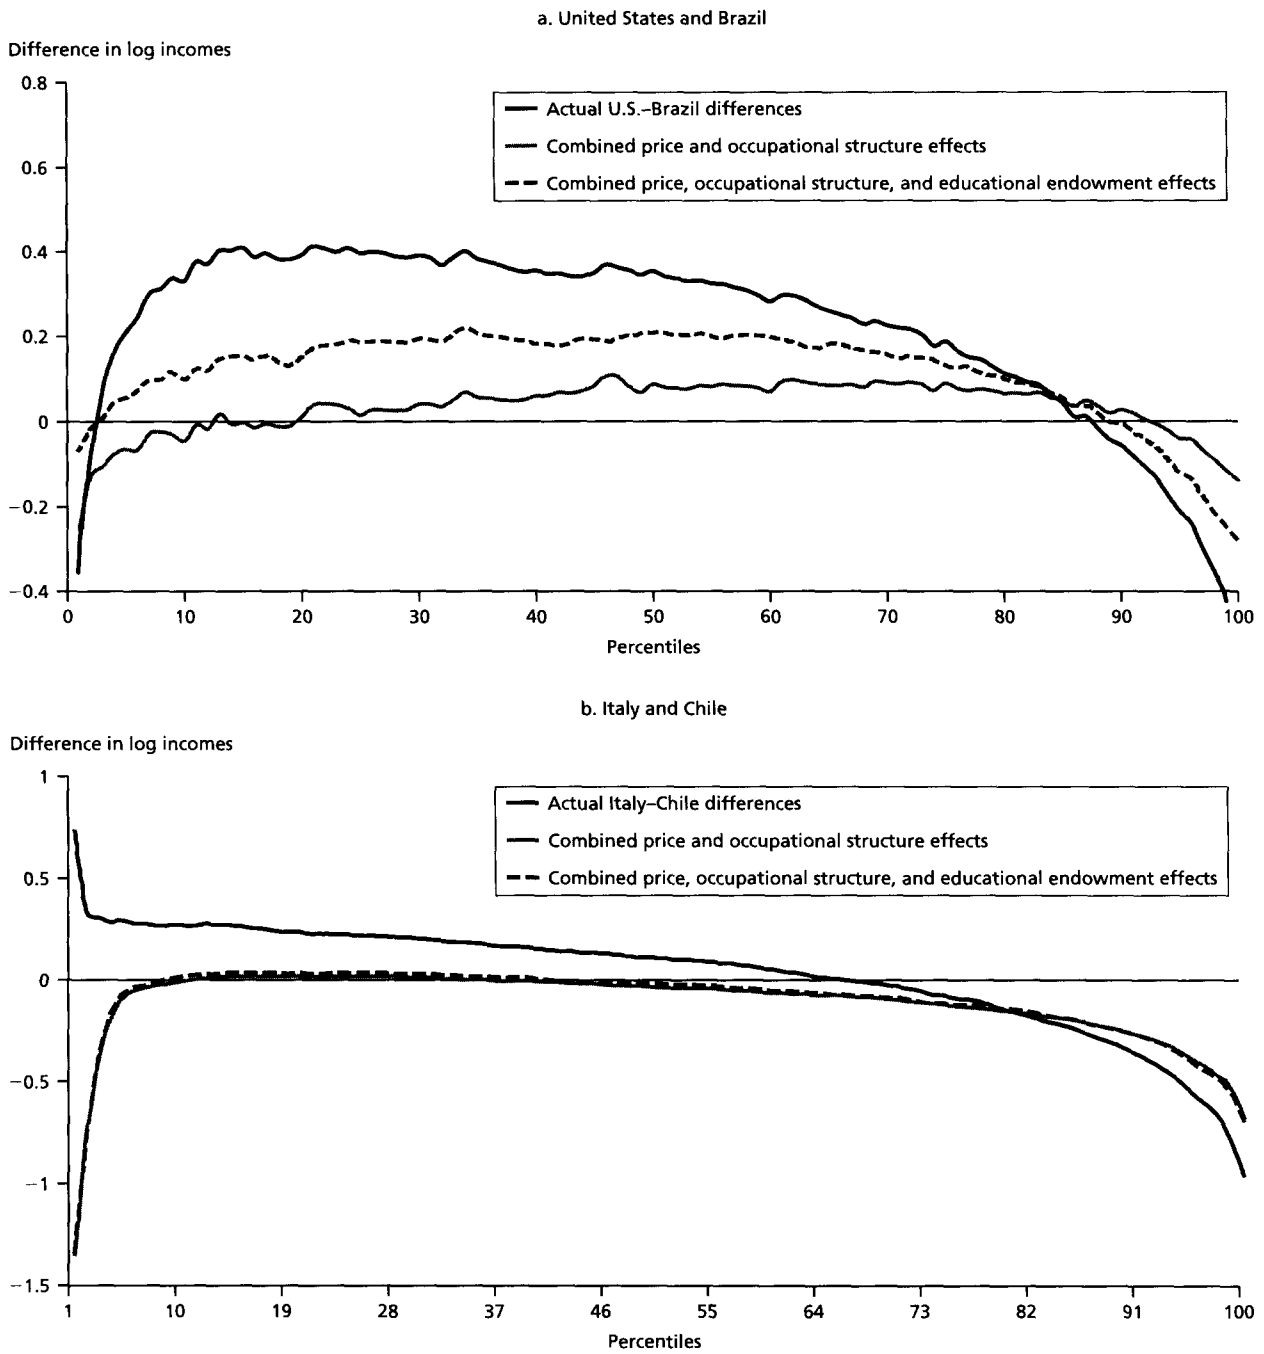 a. United States and Brazil
Difference in log incomes
0.8
Actual U.S.–Brazil differences
Combined price and occupational structure effects
0.6
Combined price, occupational structure, and educational endowment effects
0.4
0.2
0
−0.2
−0.4
0 10 20 30 40 50 60 70 80 90 100
Percentiles
b. Italy and Chile
Difference in log incomes
1
Actual Italy–Chile differences
Combined price and occupational structure effects
0.5
Combined price, occupational structure, and educational endowment effects
0
−0.5
−1
−1.5
1 10 19 28 37 46 55 64 73 82 91 100
Percentiles